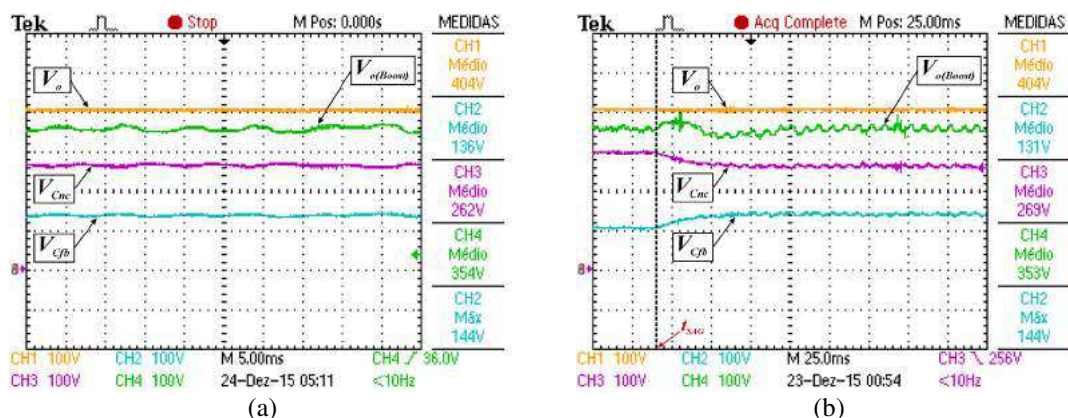 Tek
Stop
M Pos: 0.000s
MEDIDAS
V_o
V_o(Boost)
V_Cnc
V_Cfb
CH1
Médio
404V
CH2
Médio
136V
CH3
Médio
262V
CH4
Médio
354V
CH2
Máx
144V
CH1 100V CH2 100V M 5.00ms CH4 / 36.0V
CH3 100V CH4 100V 24-Dez-15 05:11 <10Hz
(a)
Tek
Acq Complete
M Pos: 25.00ms
MEDIDAS
V_o
V_o(Boost)
V_Cnc
V_Cfb
t_SAG
CH1
Médio
404V
CH2
Médio
131V
CH3
Médio
269V
CH4
Médio
353V
CH2
Máx
144V
CH1 100V CH2 100V M 25.0ms CH3 \ 256V
CH3 100V CH4 100V 23-Dez-15 00:54 <10Hz
(b)